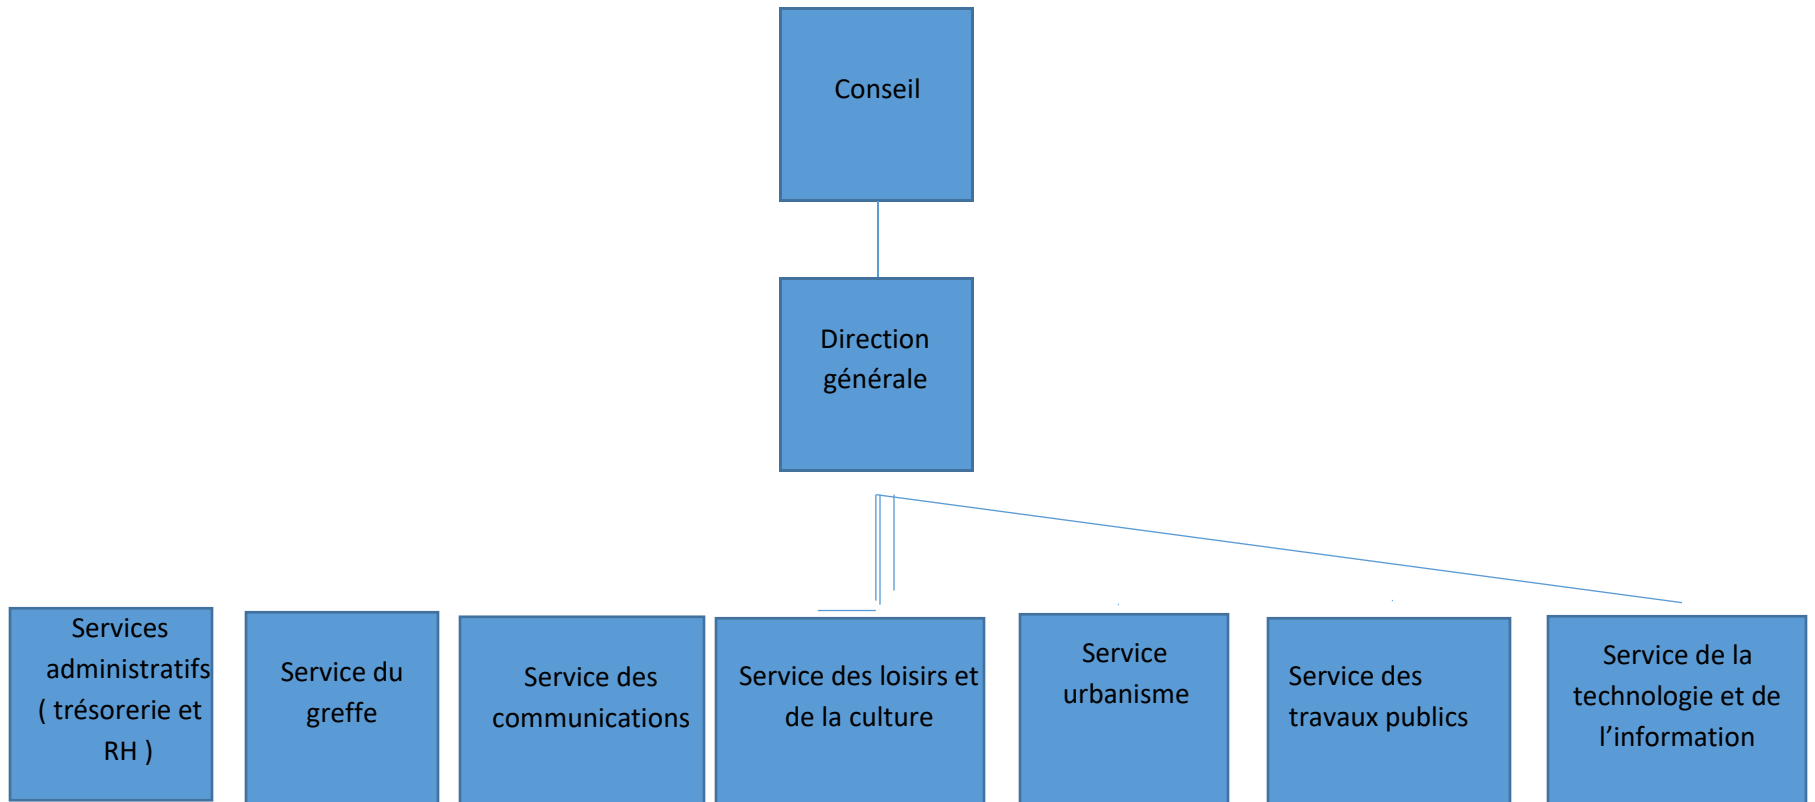 Conseil
Direction
générale
Services
administratifs
( trésorerie et
RH )
Service du
greffe
Service des
communications
Service des loisirs et
de la culture
Service
urbanisme
Service des
travaux publics
Service de la
technologie et de
l’information